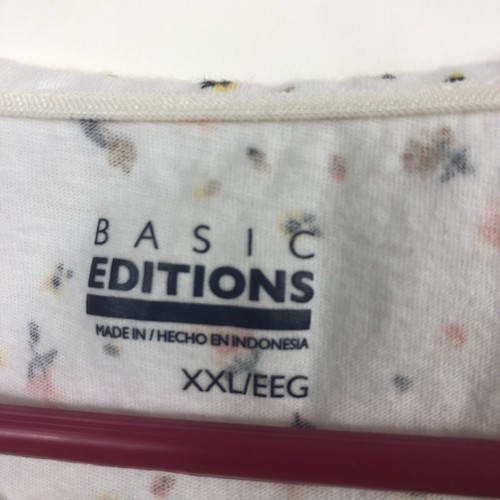 BASIC
EDITIONS
MADE IN / HECHO EN INDONESIA
XXL/EEG